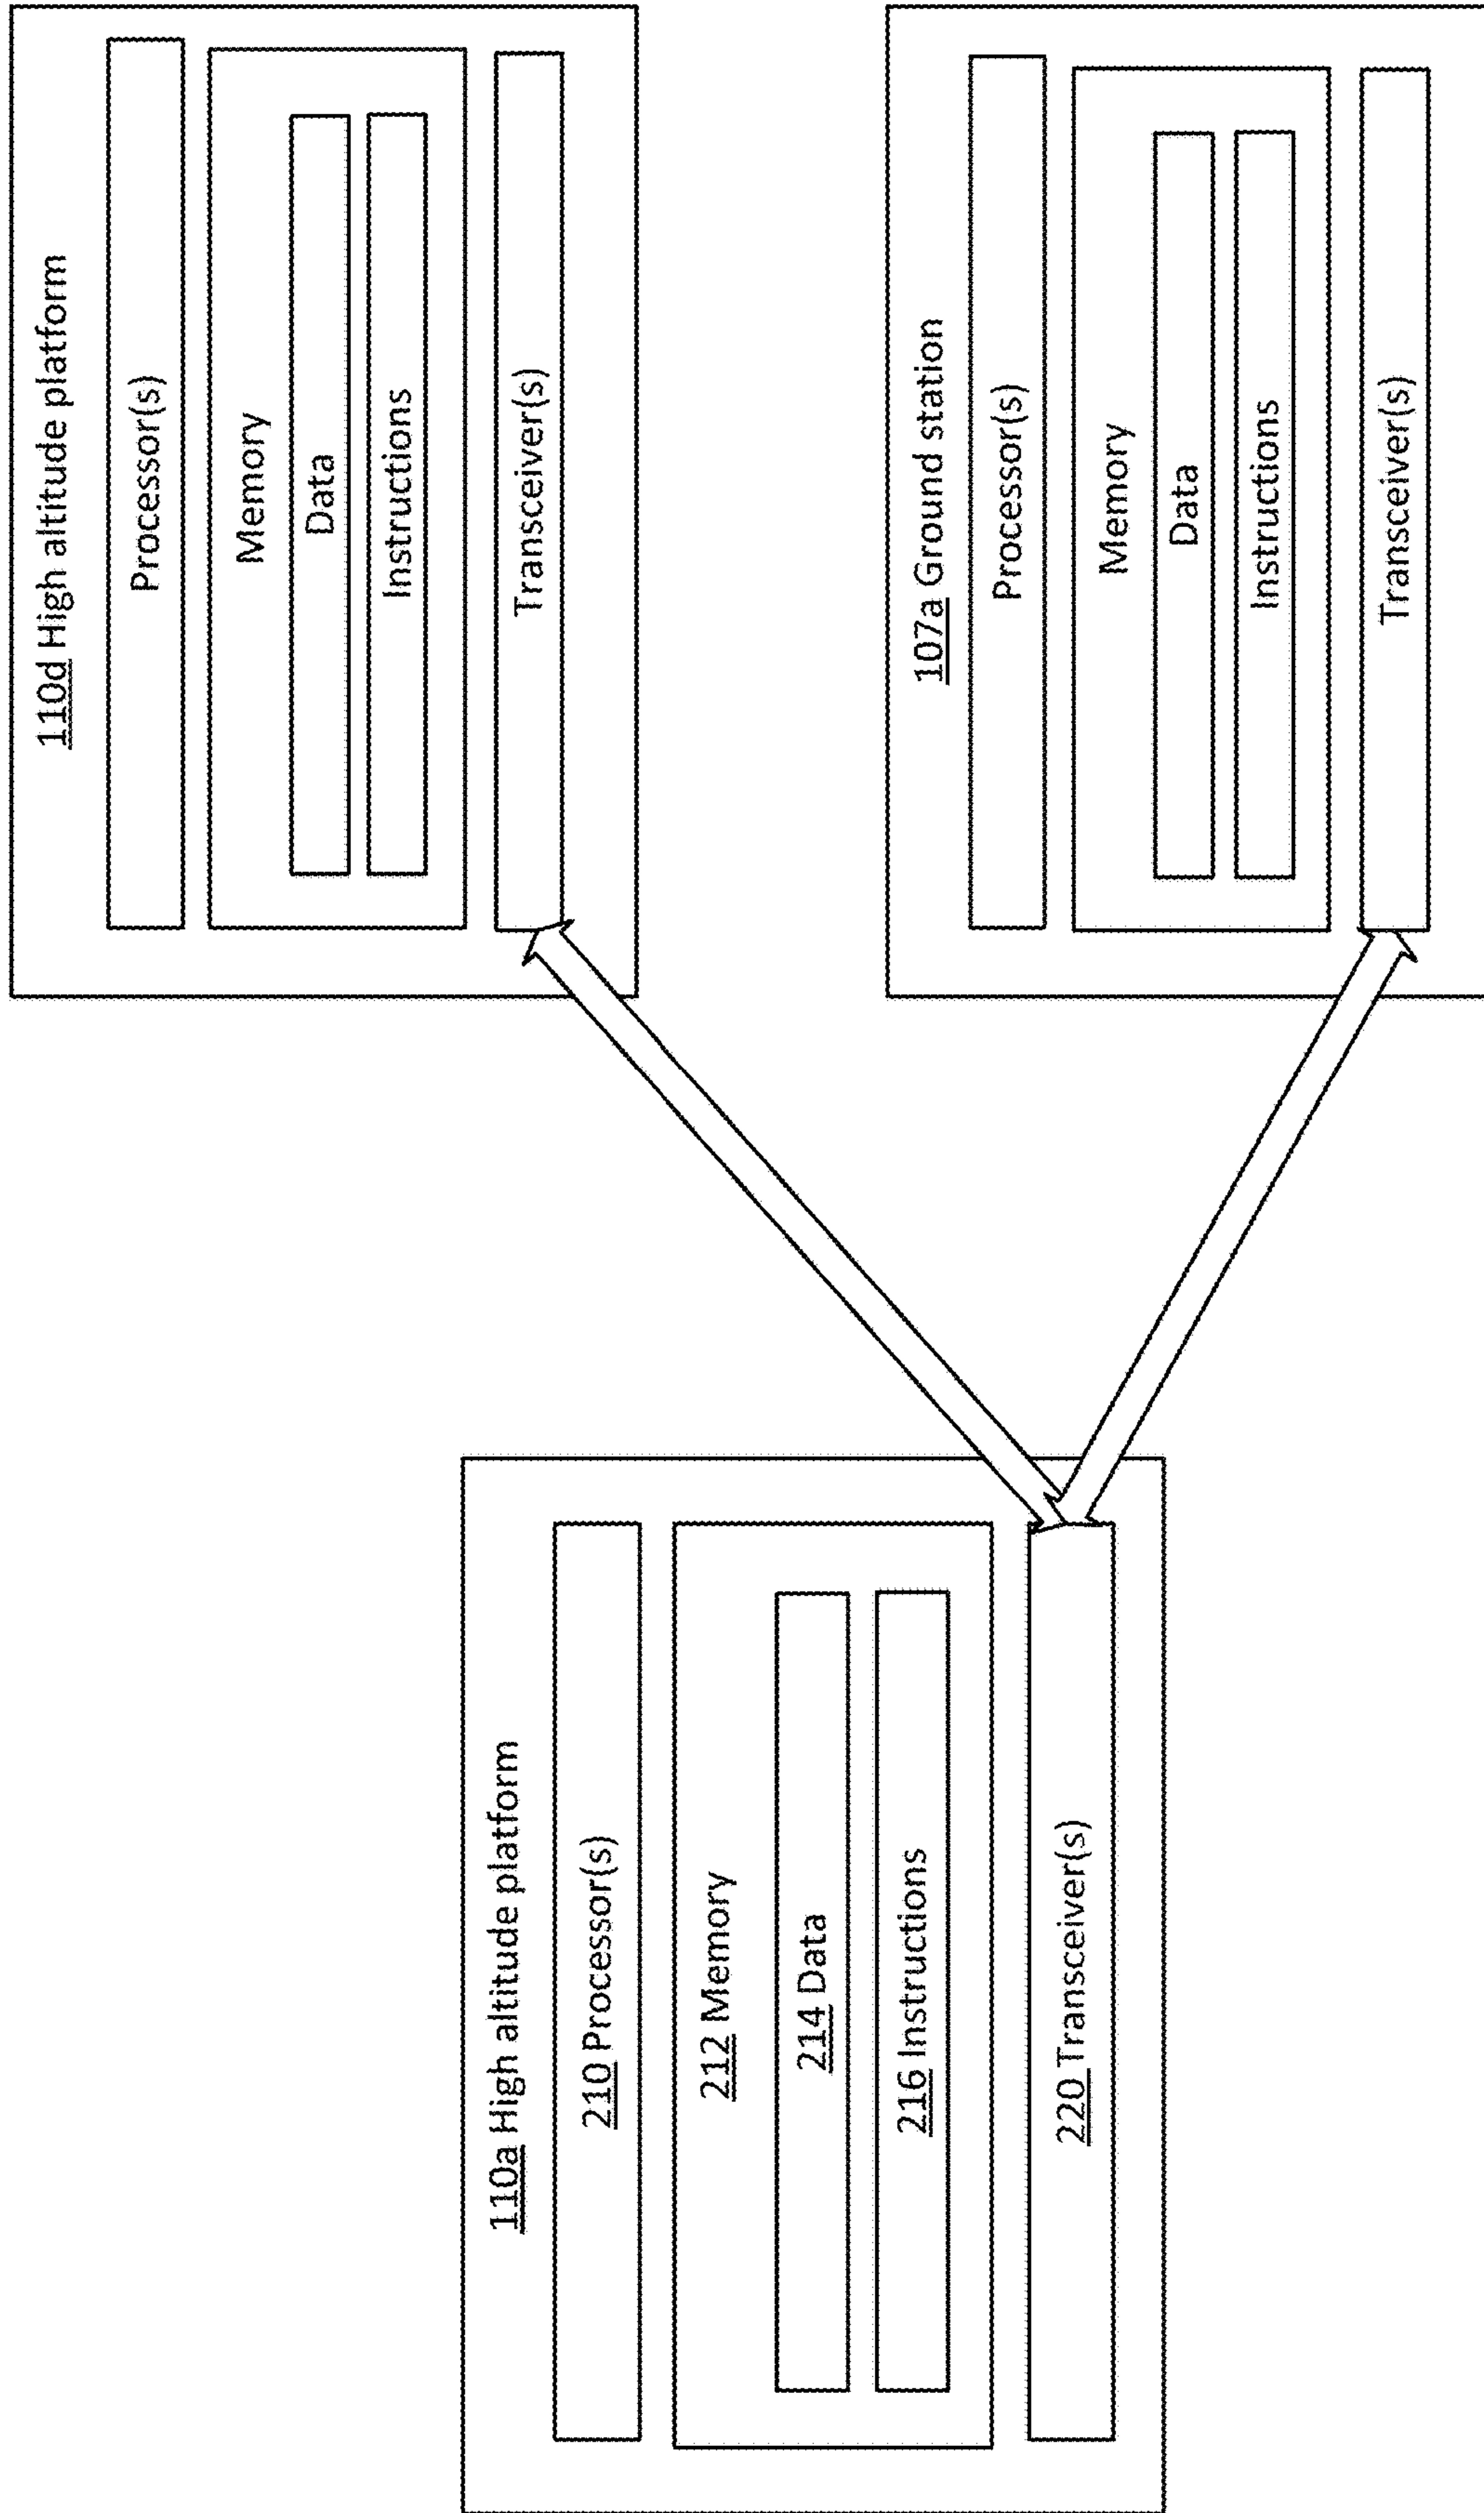 110a High altitude platform
210 Processor(s)
212 Memory
214 Data
216 Instructions
220 Transceiver(s)
110d High altitude platform
Processor(s)
Memory
Data
Instructions
Transceiver(s)
107a Ground station
Processor(s)
Memory
Data
Instructions
Transceiver(s)